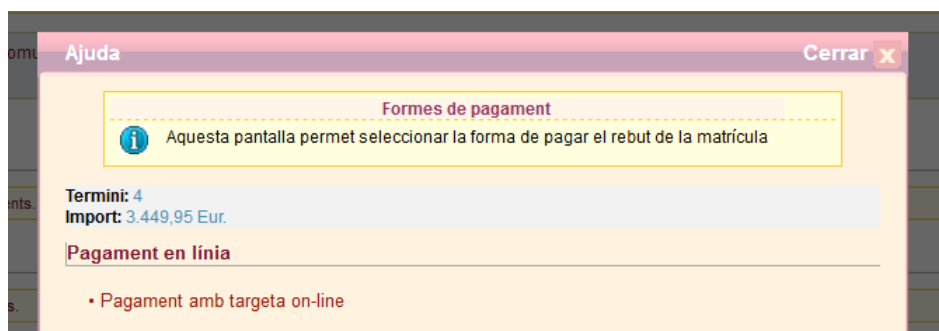 Ajuda
Cerrar x
Formes de pagament
Aquesta pantalla permet seleccionar la forma de pagar el rebut de la matrícula
Termini: 4
ents.
Import: 3.449,95 Eur.
Pagament en línia
• Pagament amb targeta on-line
s.